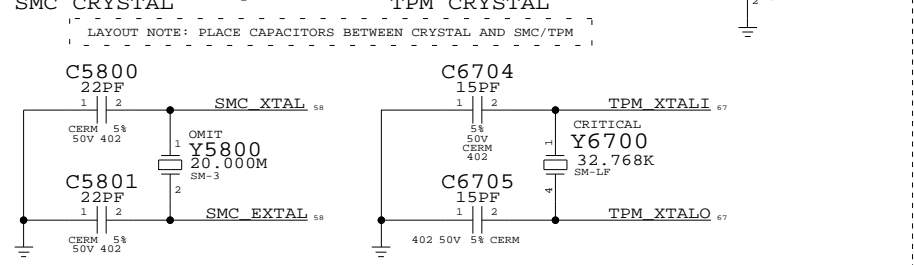 SMC CRYSTAL
TPM CRYSTAL
2
LAYOUT NOTE: PLACE CAPACITORS BETWEEN CRYSTAL AND SMC/TPM
C5800
22PF
1 2
SMC_XTAL 58
CERM 5%
50V 402
OMIT
1
Y5800
20.000M
SM-3
2
C5801
22PF
1 2
SMC_EXTAL 58
CERM 5%
50V 402
C6704
15PF
1 2
TPM_XTALI 67
5%
50V
CERM
402
CRITICAL
1
Y6700
32.768K
SM-LF
4
C6705
15PF
1 2
TPM_XTALO 67
402 50V 5% CERM